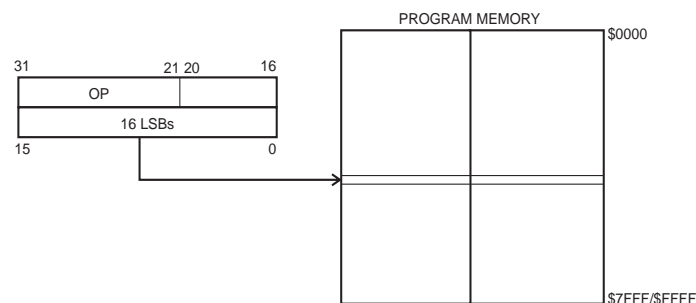 PROGRAM MEMORY
$0000
31 21 20 16
OP
16 LSBs
15 0
$7FFF/$FFFF